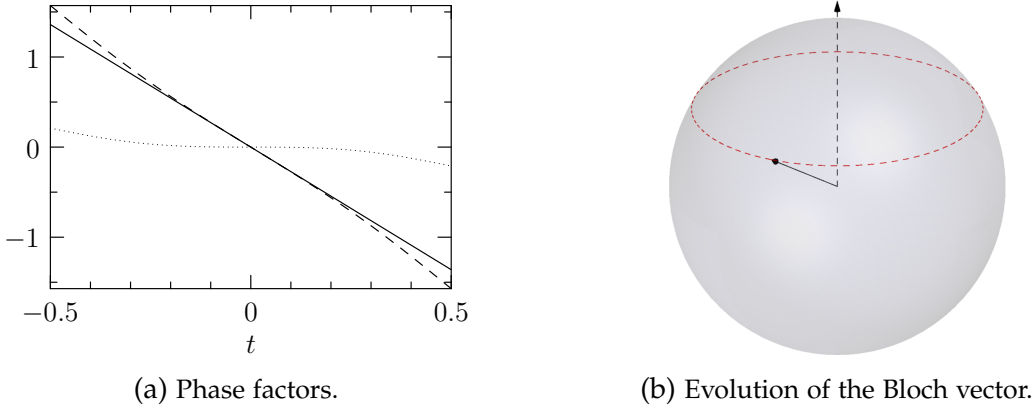 1
0
−1
−0.5
0
0.5
t
(a) Phase factors.
(b) Evolution of the Bloch vector.